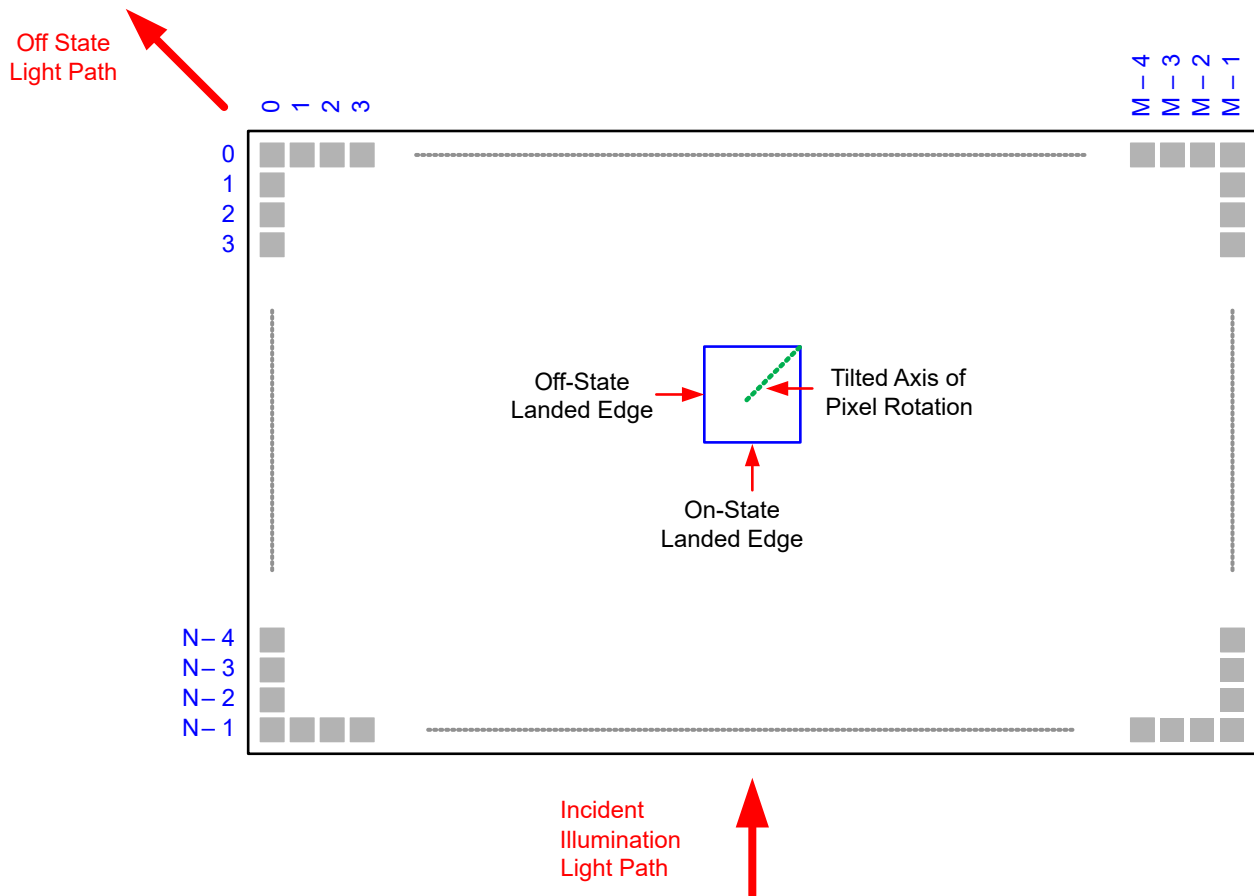 Off State
Light Path
0
1
2
3
M – 4
M – 3
M – 2
M – 1
0
1
2
3
Off-State
Landed Edge
Tilted Axis of
Pixel Rotation
On-State
Landed Edge
N – 4
N – 3
N – 2
N – 1
Incident
Illumination
Light Path